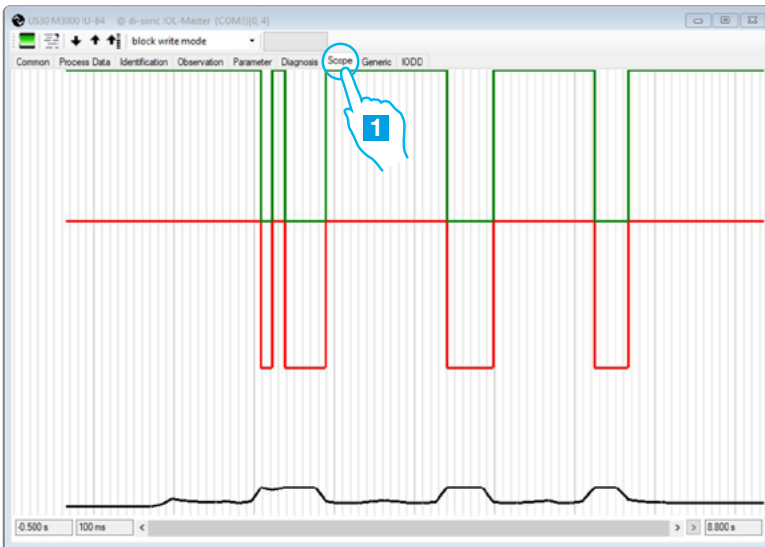 US30 M3000 IU-64 @ di-soric IOL-Master (COM3)[0, 4]
block write mode
Common Process Data Identification Observation Parameter Diagnosis Scope Generic IODD
1
-0.500 s 100 ms < > > 8.800 s